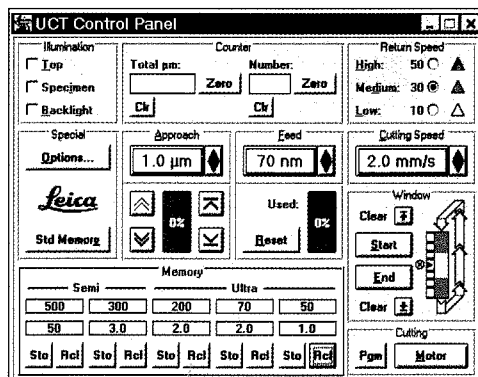 UCT Control Panel
Illumination
Top
Specimen
Backlight
Counter
Total µm: Number:
Zero Zero
Clr Clr
Return Speed
High: 50
Medium: 30
Low: 10
Special
Options...
Leica
Std Memory
Approach
1.0 µm
0%
Feed
70 nm
Used:
0%
Reset
Cutting Speed
2.0 mm/s
Window
Clear
Start
End
Clear
Memory
Semi Ultra
500 300 200 70 50
50 3.0 2.0 2.0 1.0
Sto Rcl Sto Rcl Sto Rcl Sto Rcl Sto Rcl
Cutting
Pgm Motor